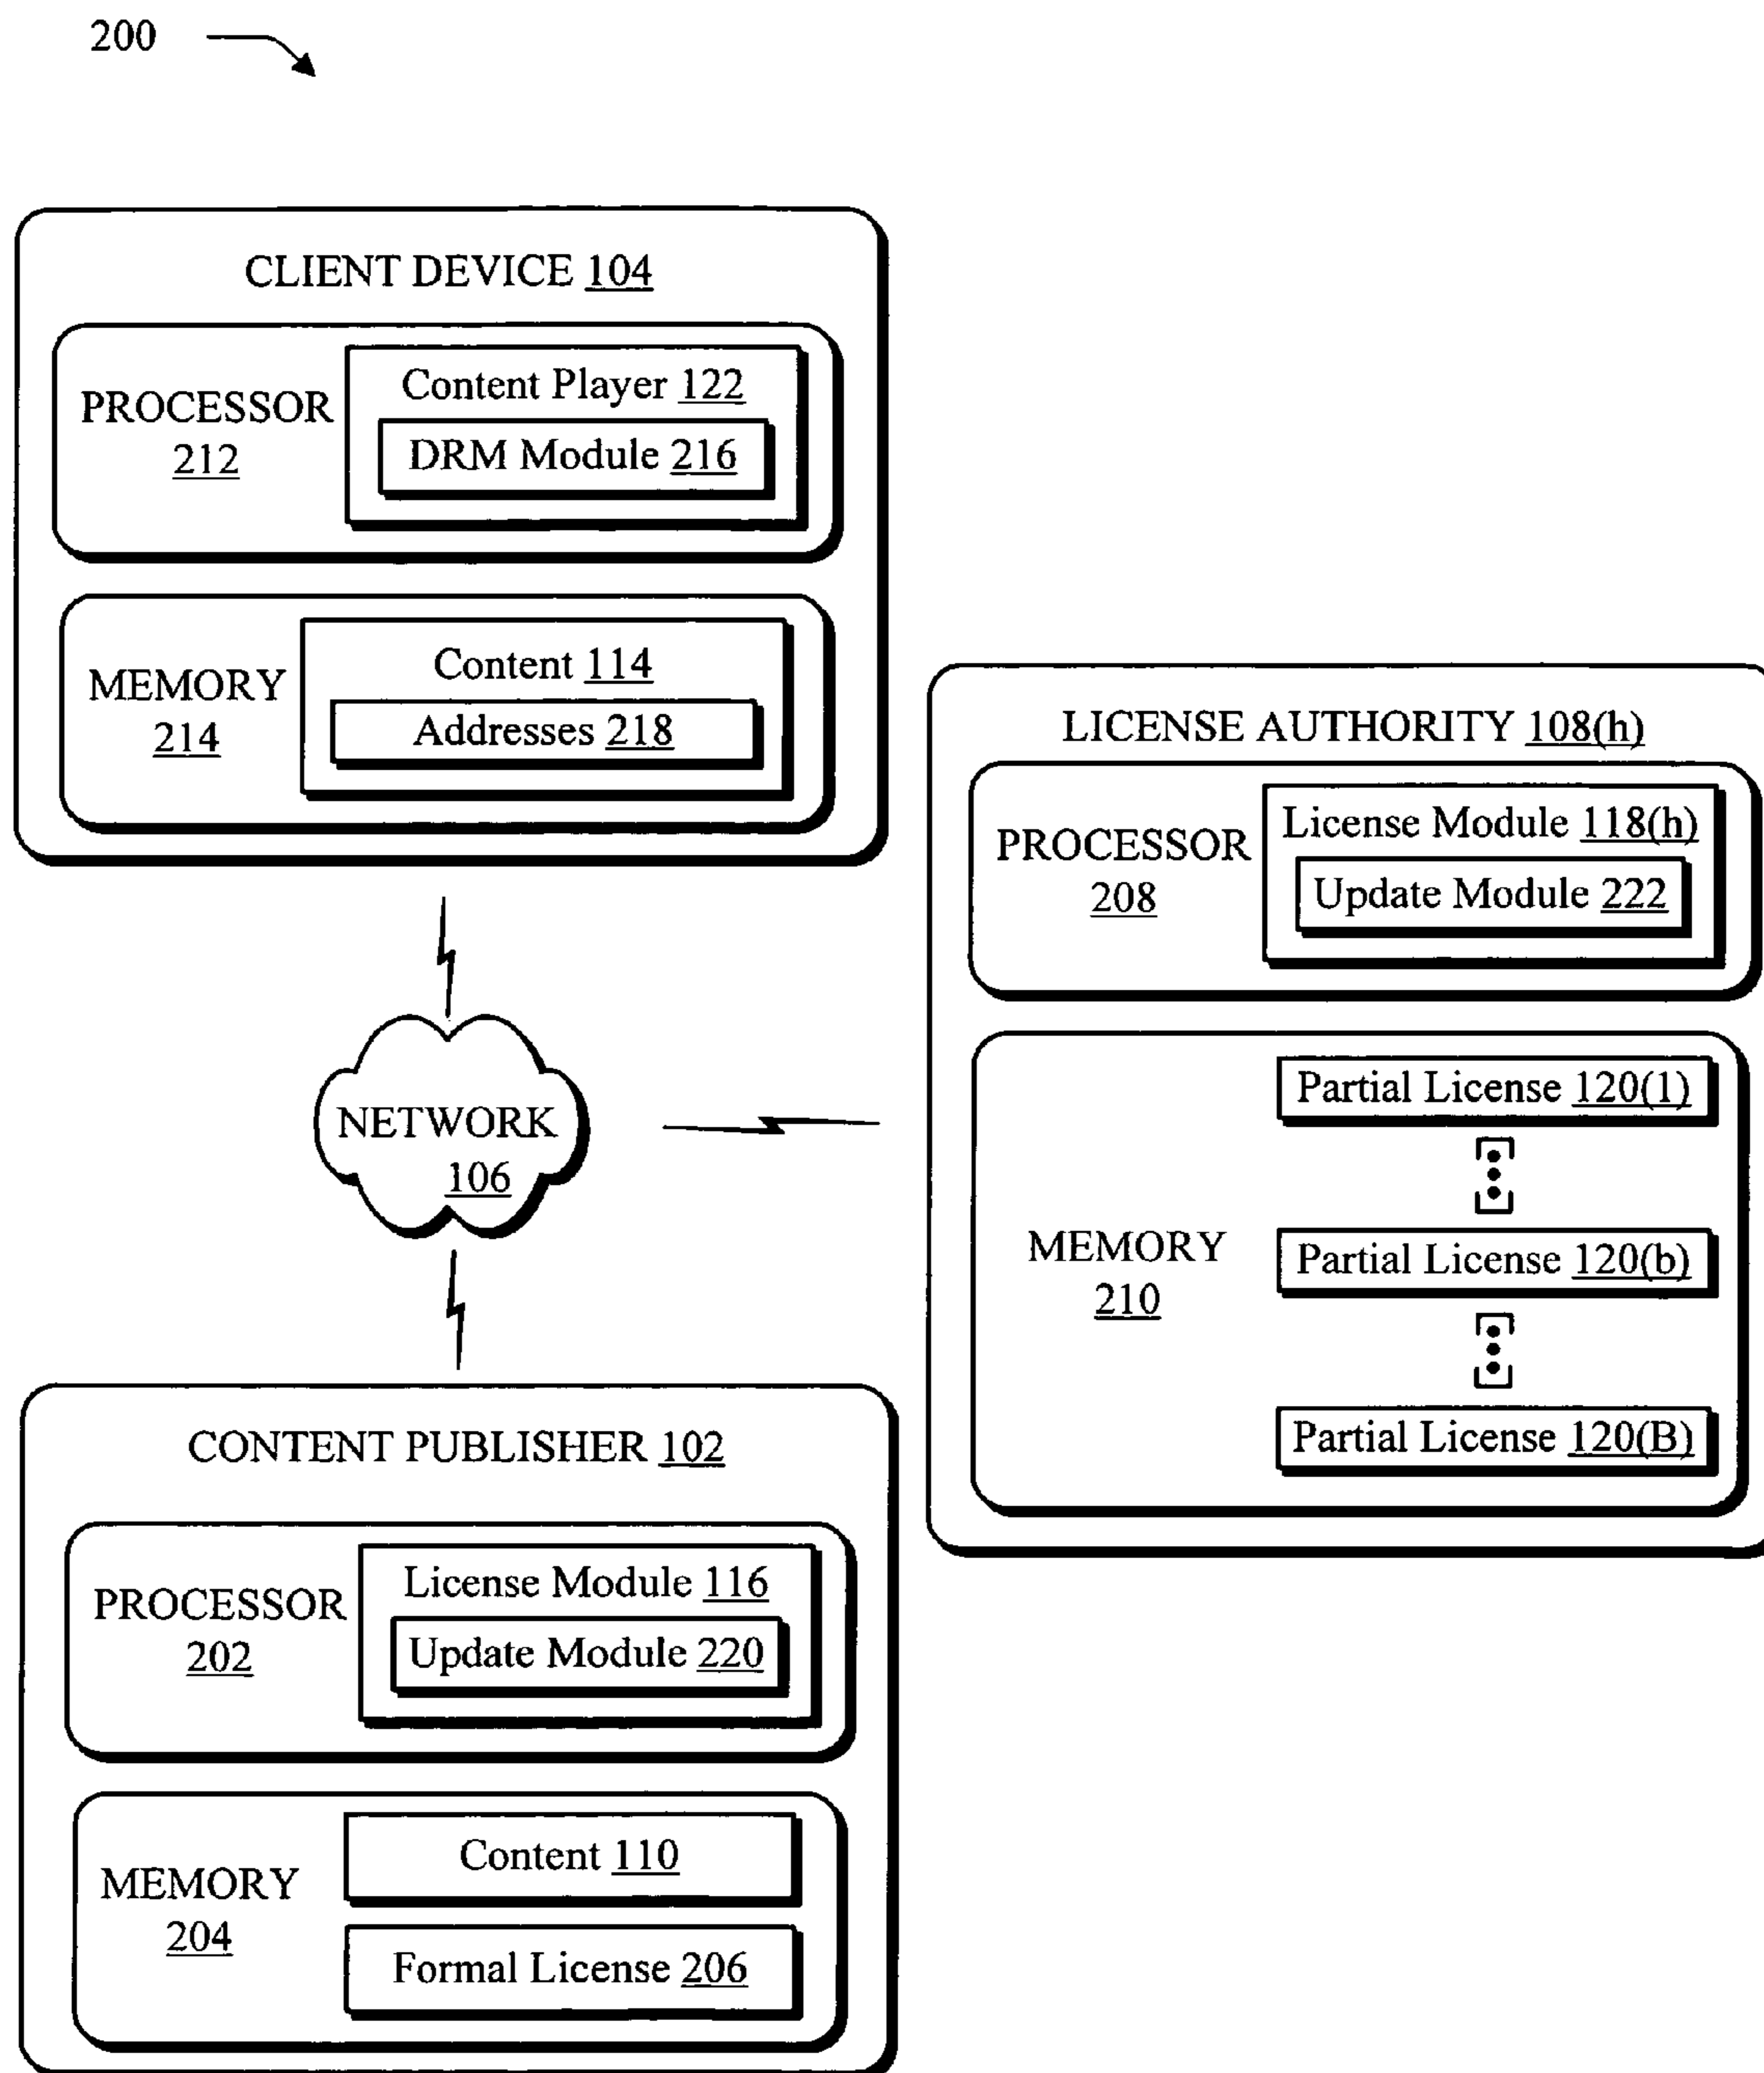 200
CLIENT DEVICE 104
PROCESSOR
212
Content Player 122
DRM Module 216
MEMORY
214
Content 114
Addresses 218
LICENSE AUTHORITY 108(h)
PROCESSOR
208
License Module 118(h)
Update Module 222
MEMORY
210
Partial License 120(1)
Partial License 120(b)
Partial License 120(B)
NETWORK
106
CONTENT PUBLISHER 102
PROCESSOR
202
License Module 116
Update Module 220
MEMORY
204
Content 110
Formal License 206